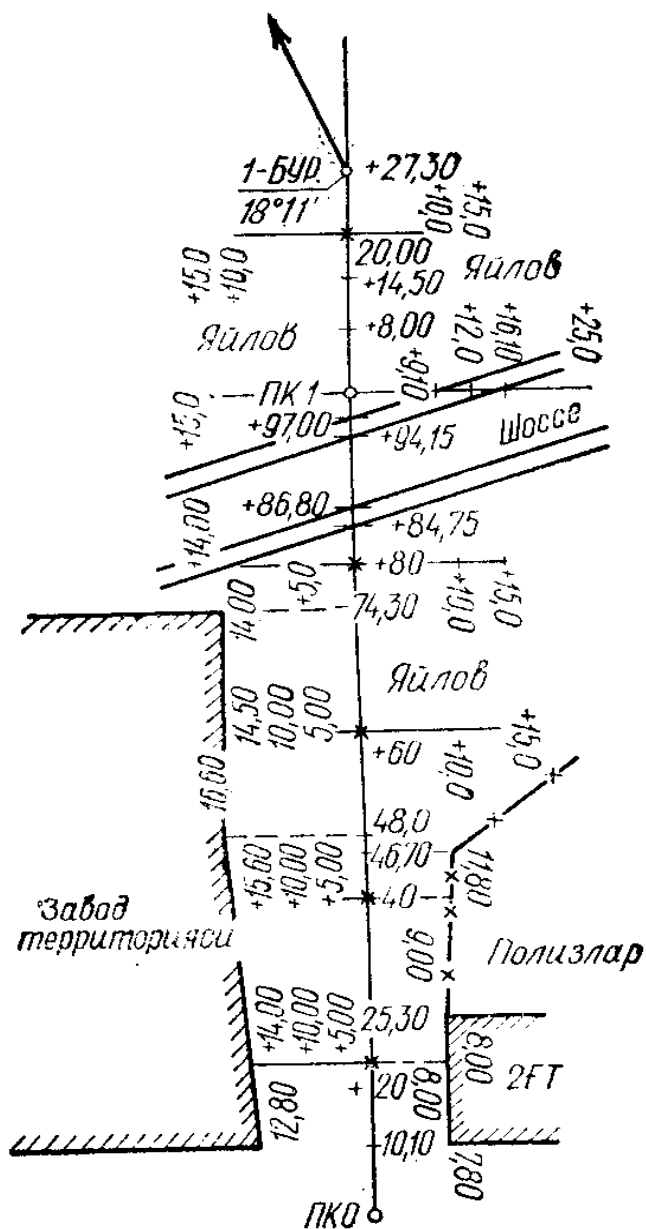 1-БУР. +27,30
18°11'
+10,0 +15,0
20,00
+15,0 +10,0
+14,50
Яйлов
Яйлов
+8,00
+9,10 +12,0 +16,10 +25,0
ПК 1
+15,0
+97,00
+94,15
Шоссе
+86,80
+84,75
+14,00
+5,0
+80
+10,0 +15,0
14,00
74,30
Яйлов
14,50 10,00 5,00
+60
+10,0 +15,0
16,60
48,0
46,70
11,80
+15,60 +10,00 +5,00
40
Завод
территорияси
9,00
Полизлар
+14,00 +10,00 +5,00
25,30
8,00
2FT
+ 20
8,00
12,80
10,10
7,80
ПК0